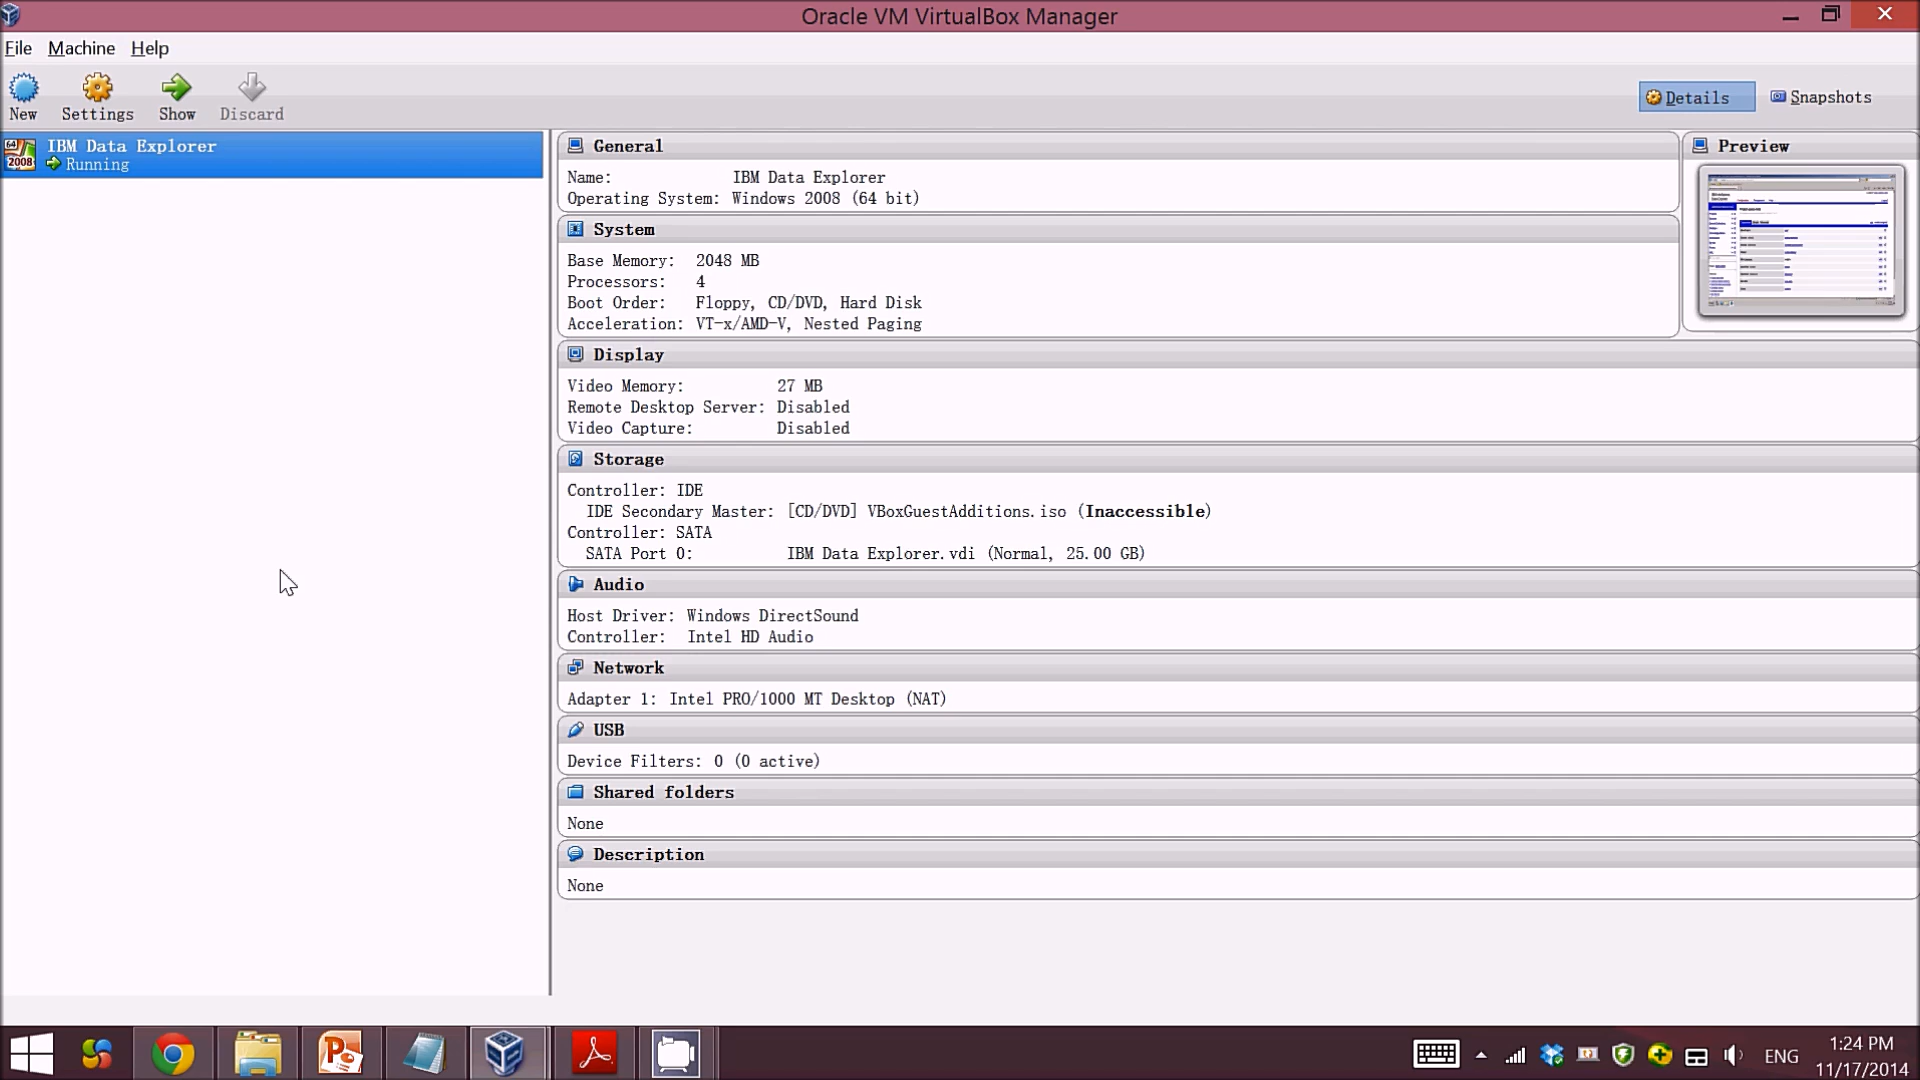 Oracle VM VirtualBox Manager
File Machine Help
New Settings Show Discard
Details Snapshots
64
2008
IBM Data Explorer
Running
General
Name: IBM Data Explorer
Operating System: Windows 2008 (64 bit)
Preview
System
Base Memory: 2048 MB
Processors: 4
Boot Order: Floppy, CD/DVD, Hard Disk
Acceleration: VT-x/AMD-V, Nested Paging
Display
Video Memory: 27 MB
Remote Desktop Server: Disabled
Video Capture: Disabled
Storage
Controller: IDE
IDE Secondary Master: [CD/DVD] VBoxGuestAdditions.iso (Inaccessible)
Controller: SATA
SATA Port 0: IBM Data Explorer.vdi (Normal, 25.00 GB)
Audio
Host Driver: Windows DirectSound
Controller: Intel HD Audio
Network
Adapter 1: Intel PRO/1000 MT Desktop (NAT)
USB
Device Filters: 0 (0 active)
Shared folders
None
Description
None
ENG
1:24 PM
11/17/2014